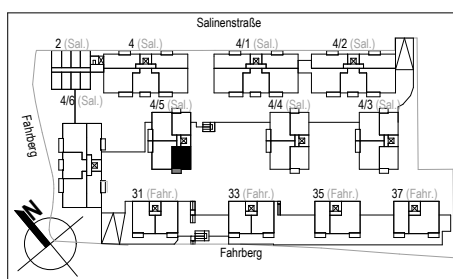 Salinenstraße
2 (Sal.) 4 (Sal.) 4/1 (Sal.) 4/2 (Sal.)
4/6 (Sal.) 4/5 (Sal.) 4/4 (Sal.) 4/3 (Sal.)
Fahrberg
31 (Fahr.) 33 (Fahr.) 35 (Fahr.) 37 (Fahr.)
N
Fahrberg